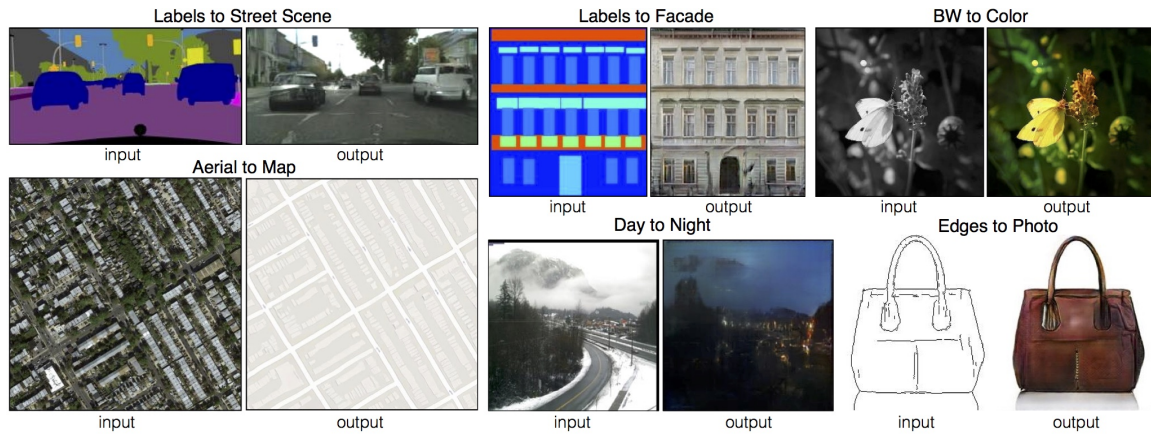 Labels to Street Scene
input
output
Aerial to Map
input
output
Labels to Facade
input
output
BW to Color
input
output
Day to Night
input
output
Edges to Photo
input
output